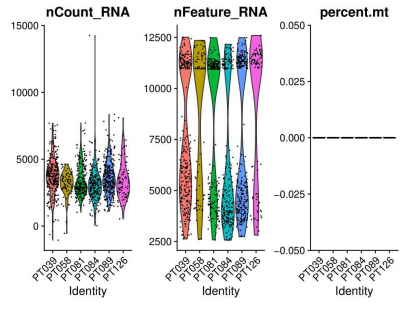 nCount_RNA
15000
10000
5000
0
PT039
PT058
PT081
PT084
PT089
PT126
Identity
nFeature_RNA
12500
10000
7500
5000
2500
PT039
PT058
PT081
PT084
PT089
PT126
Identity
percent.mt
0.050
0.025
0.000
−0.025
−0.050
PT039
PT058
PT081
PT084
PT089
PT126
Identity